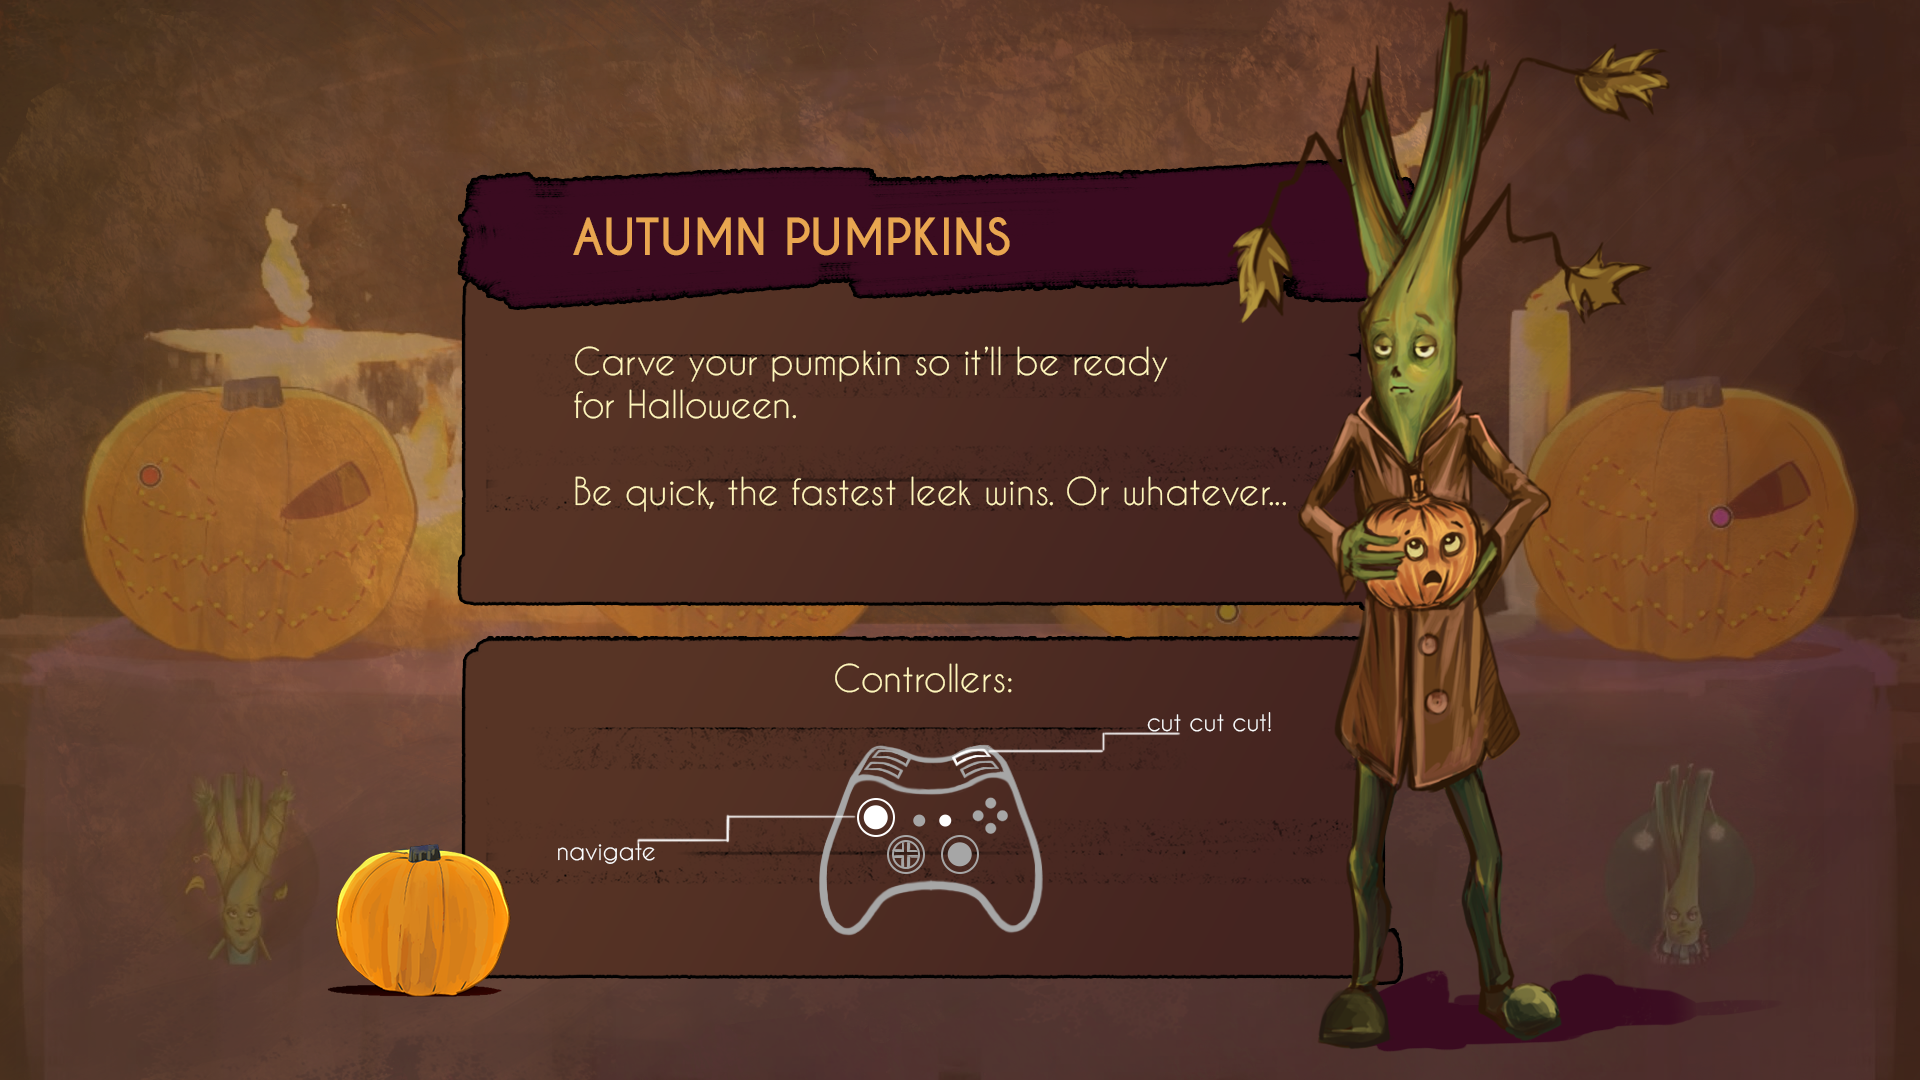 AUTUMN PUMPKINS
Carve your pumpkin so it'll be ready
for Halloween.
Be quick, the fastest leek wins. Or whatever...
Controllers:
cut cut cut!
navigate